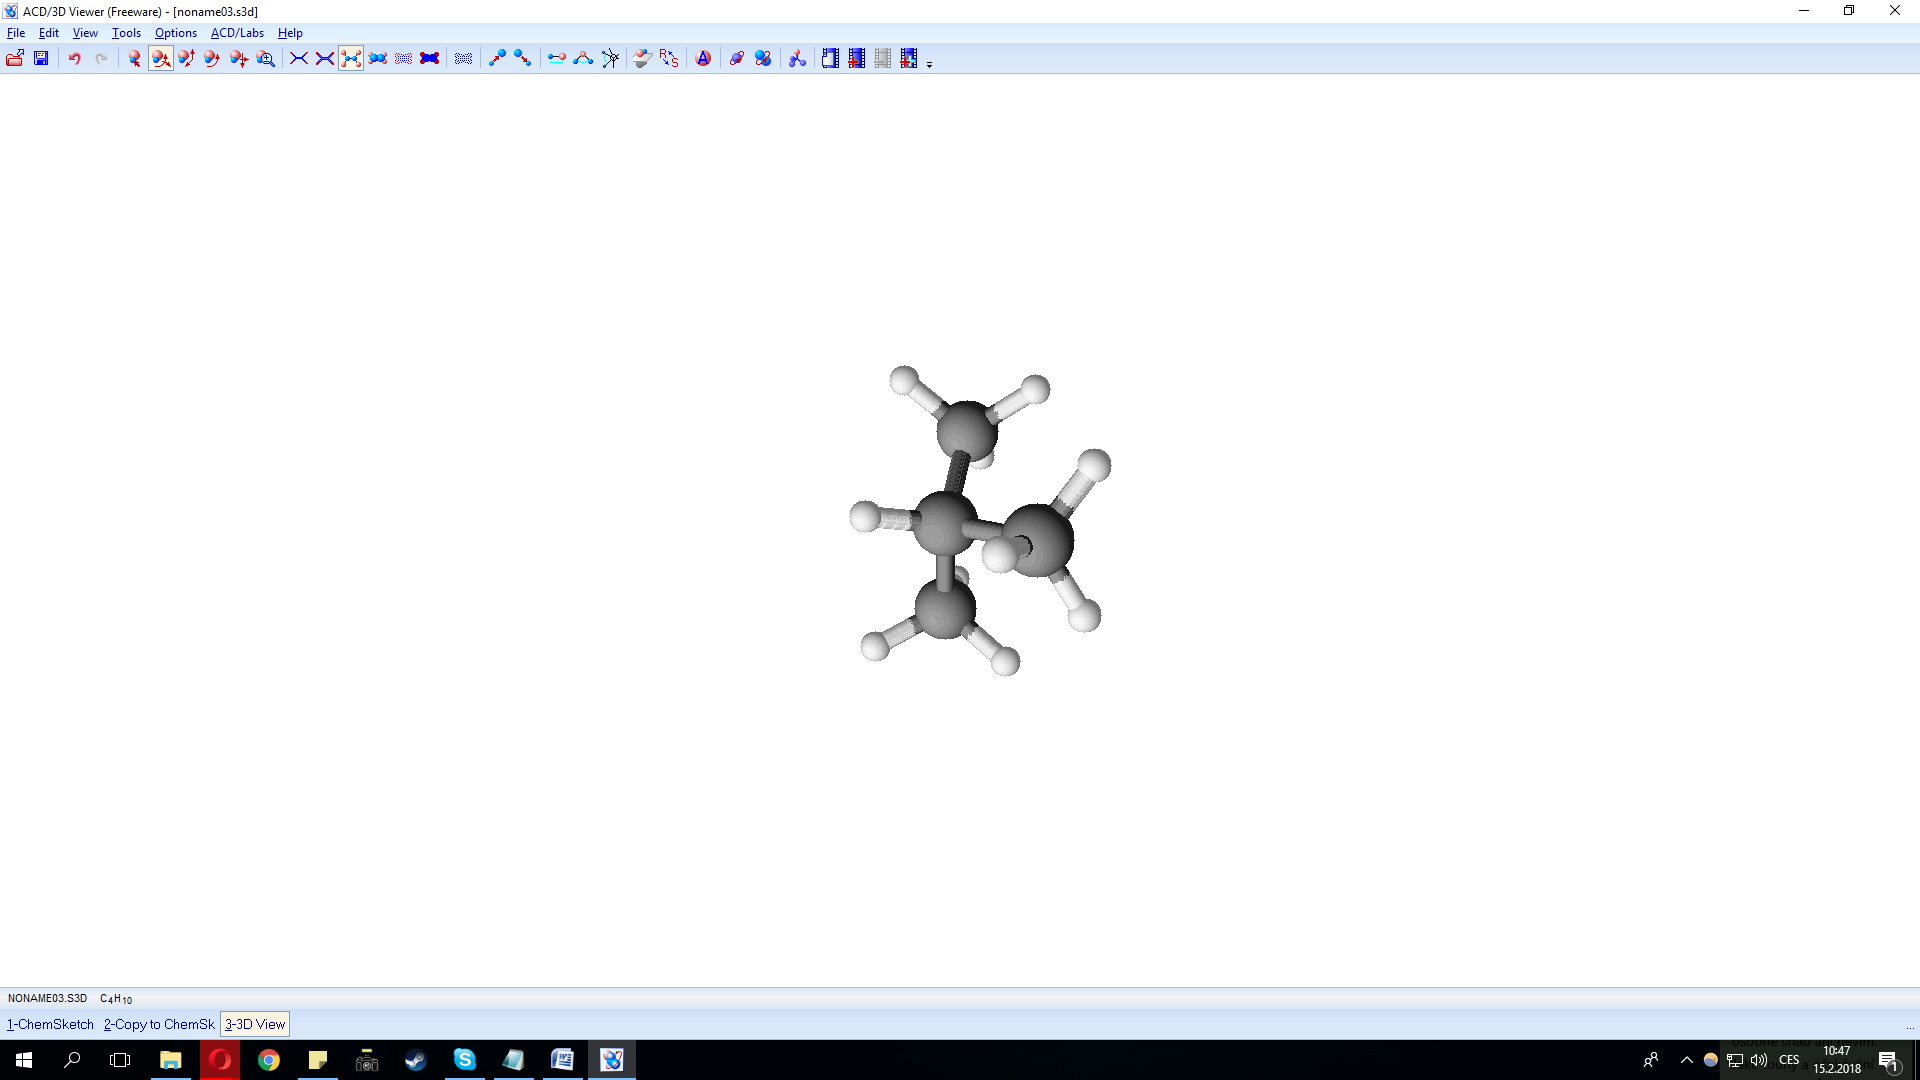 ACD/3D Viewer (Freeware) - [noname03.s3d]
File Edit View Tools Options ACD/Labs Help
NONAME03.S3D C4H10
1-ChemSketch 2-Copy to ChemSk 3-3D View ...
CES
10:47
15.2.2018
1